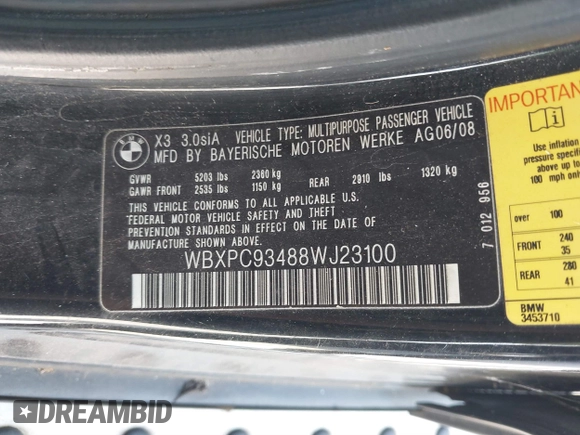 BMW
X3 3.0siA VEHICLE TYPE: MULTIPURPOSE PASSENGER VEHICLE
MFD BY BAYERISCHE MOTOREN WERKE AG06/08
GVWR 5203 lbs 2360 kg
GAWR FRONT 2535 lbs 1150 kg REAR 2910 lbs 1320 kg
THIS VEHICLE CONFORMS TO ALL APPLICABLE U.S.
FEDERAL MOTOR VEHICLE SAFETY AND THEFT
PREVENTION STANDARDS IN EFFECT ON THE DATE OF
MANUFACTURE SHOWN ABOVE.
WBXPC93488WJ23100
7 012 956
IMPORTAN
i
Use inflation
pressure specifi
above up to
100 mph only
over 100
FRONT 240
35
REAR 280
41
BMW
3453710
DREAMBID